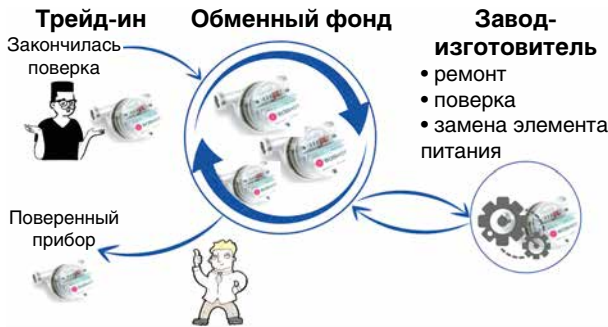 Трейд-ин
Закончилась
поверка
Обменный фонд
Завод-
изготовитель
• ремонт
• поверка
• замена элемента
питания
Поверенный
прибор